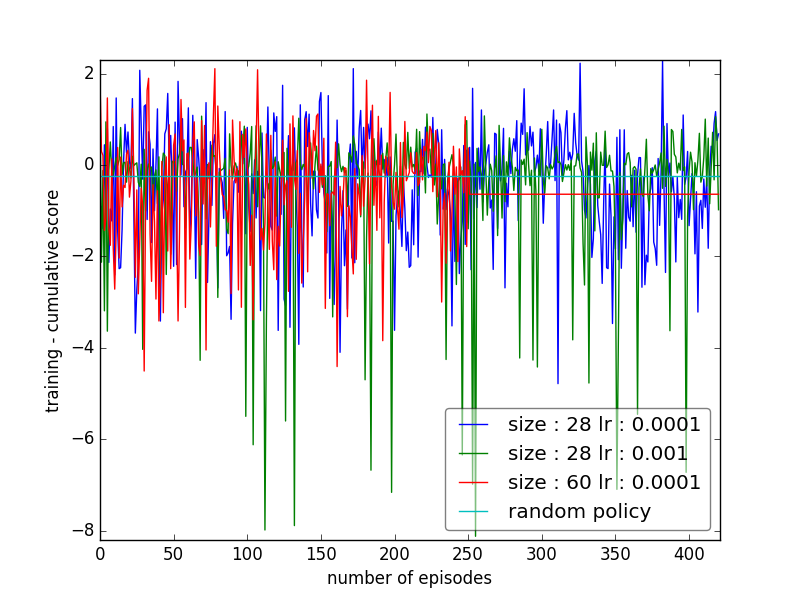 2
0
−2
−4
−6
−8
training - cumulative score
size : 28 lr : 0.0001
size : 28 lr : 0.001
size : 60 lr : 0.0001
random policy
0 50 100 150 200 250 300 350 400
number of episodes